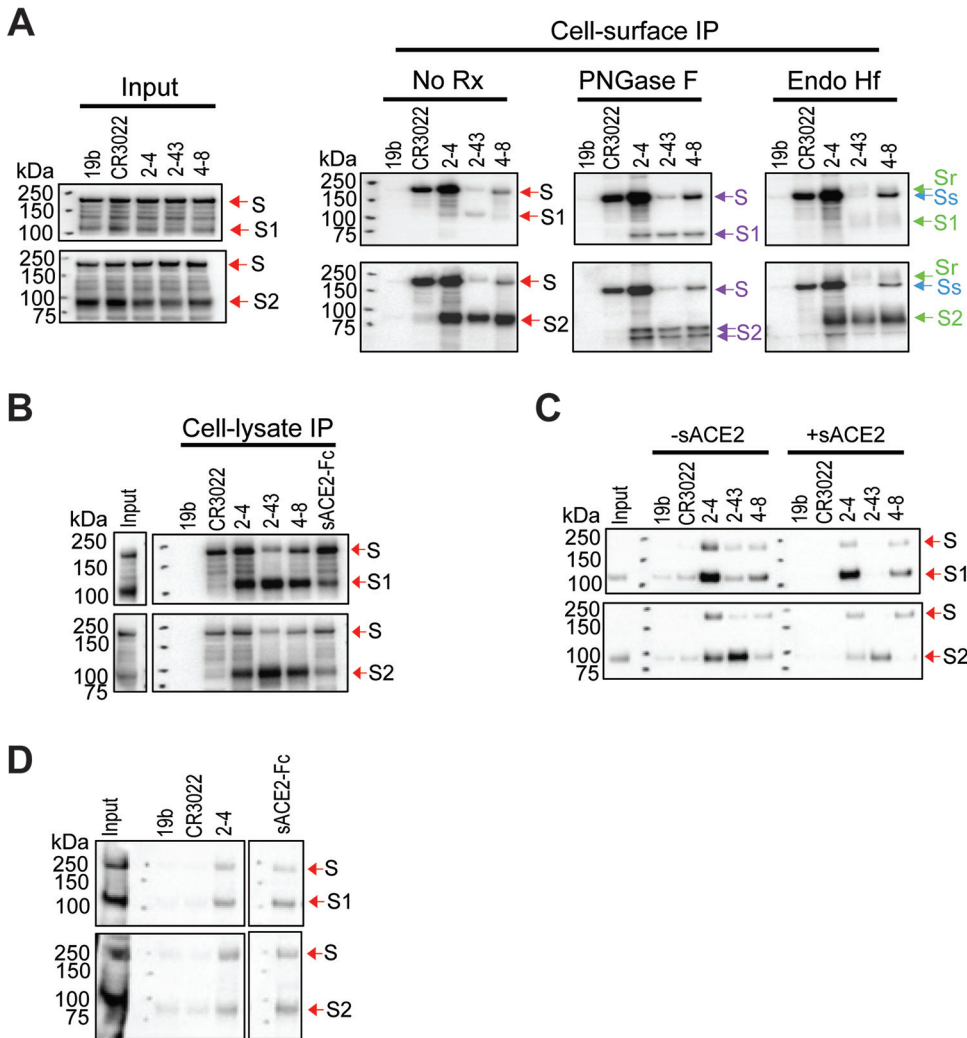 A
Cell-surface IP
Input
No Rx
PNGase F
Endo Hf
19b
CR3022
2-4
2-43
4-8
19b
CR3022
2-4
2-43
4-8
19b
CR3022
2-4
2-43
4-8
19b
CR3022
2-4
2-43
4-8
kDa
250
150
100
S
S1
250
150
100
75
S
S2
kDa
250
150
100
75
S
S1
S
S1
Sr
Ss
S1
250
150
100
75
S
S2
S
S2
Sr
Ss
S2
B
Cell-lysate IP
Input
19b
CR3022
2-4
2-43
4-8
sACE2-Fc
kDa
250
150
100
S
S1
250
150
100
75
S
S2
C
-sACE2
+sACE2
Input
19b
CR3022
2-4
2-43
4-8
19b
CR3022
2-4
2-43
4-8
kDa
250
150
100
S
S1
250
150
100
75
S
S2
D
Input
19b
CR3022
2-4
sACE2-Fc
kDa
250
150
100
S
S1
250
150
100
75
S
S2